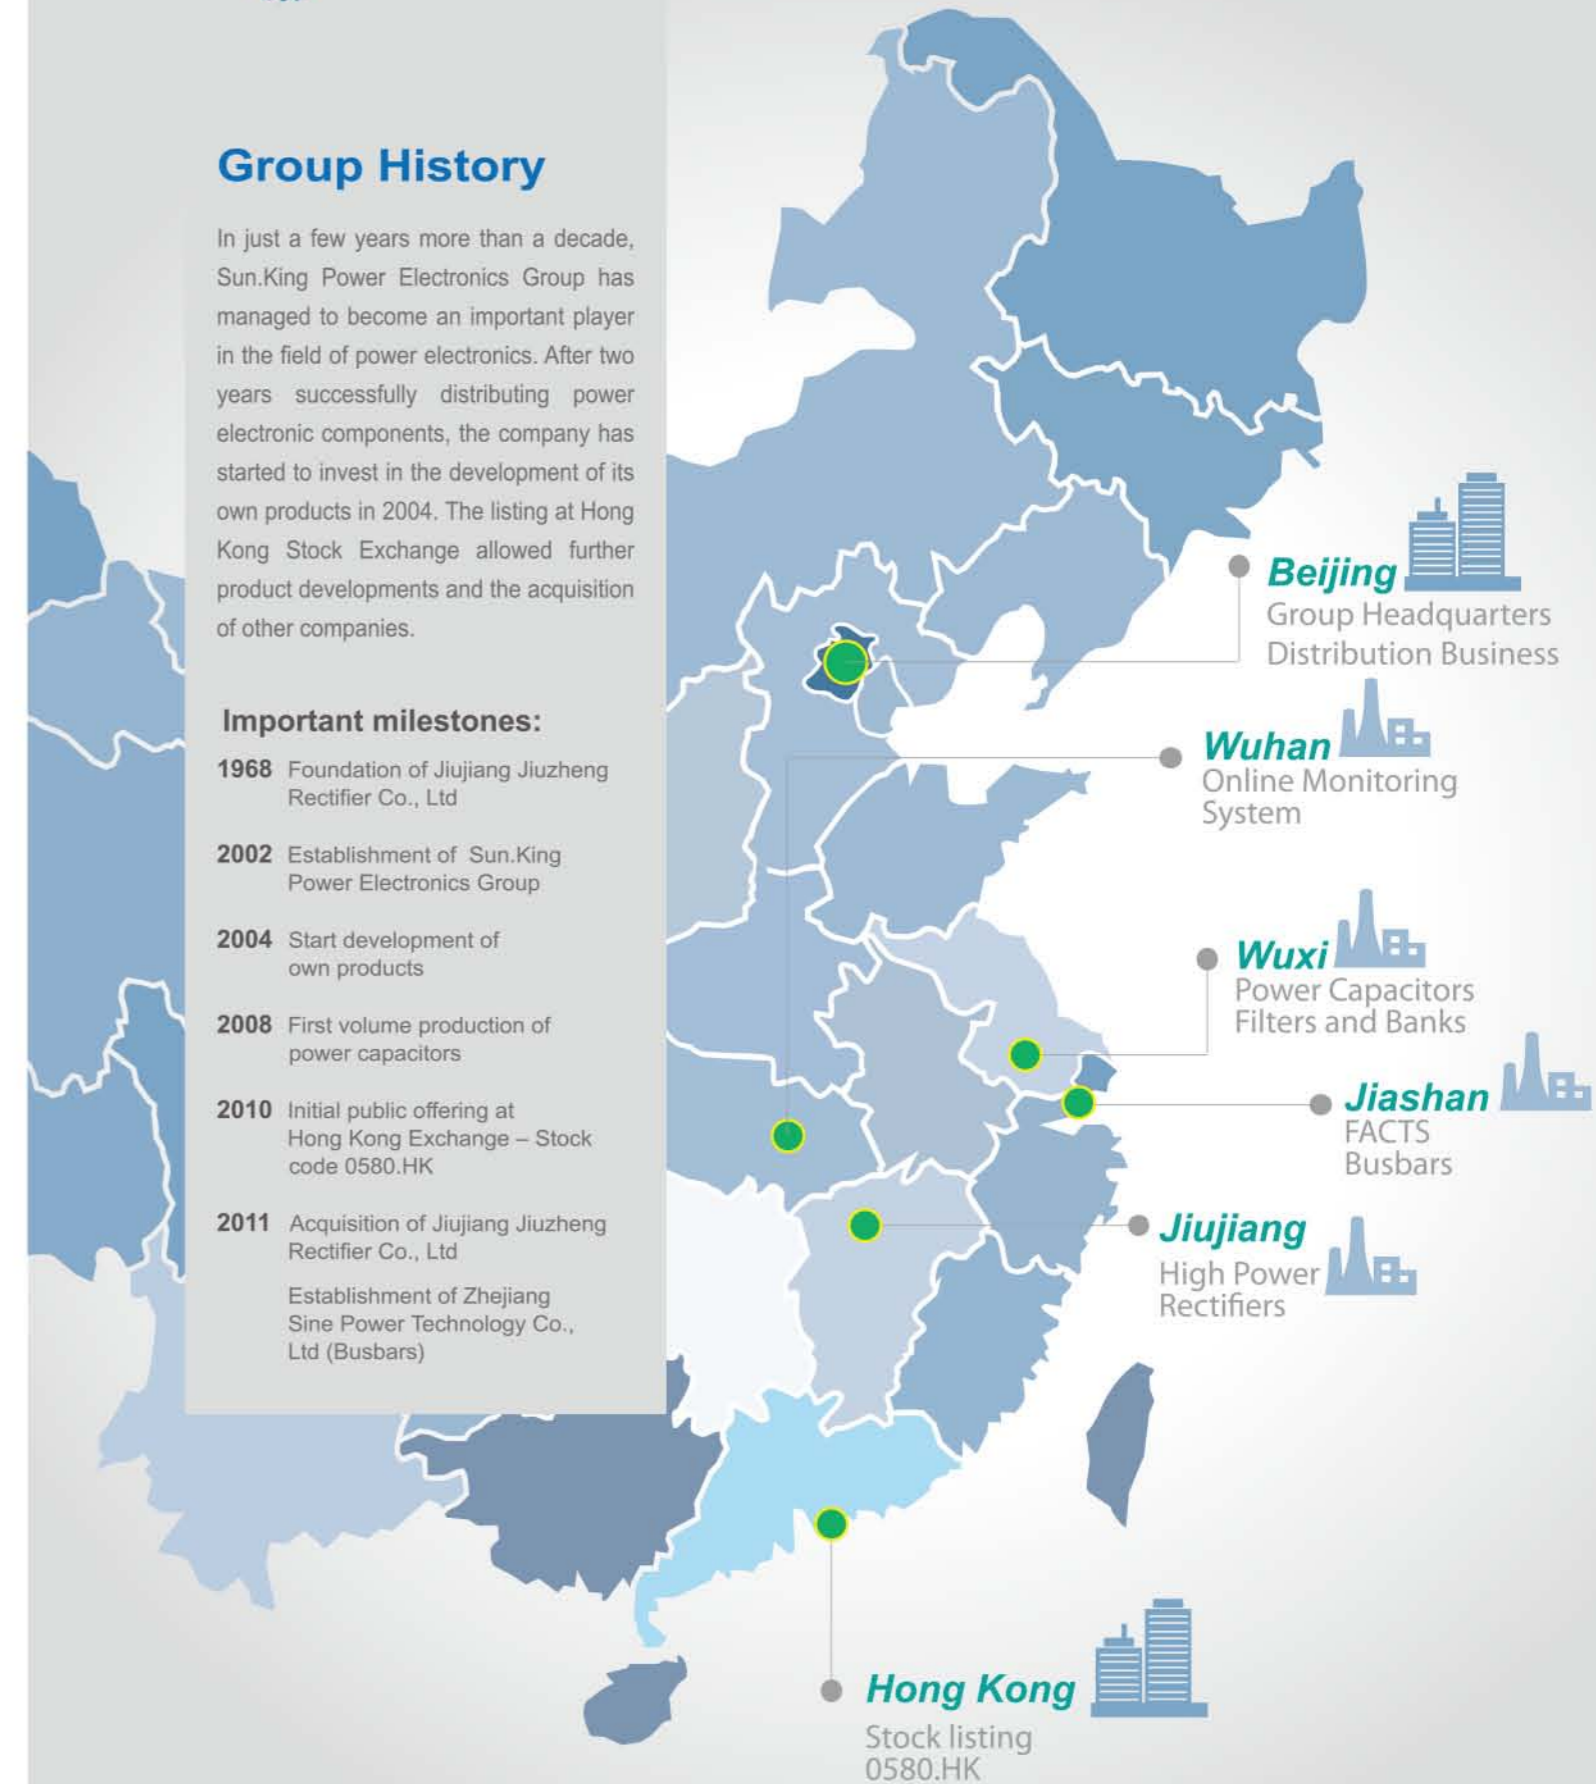 Group History
In just a few years more than a decade,
Sun.King Power Electronics Group has
managed to become an important player
in the field of power electronics. After two
years successfully distributing power
electronic components, the company has
started to invest in the development of its
own products in 2004. The listing at Hong
Kong Stock Exchange allowed further
product developments and the acquisition
of other companies.
Important milestones:
1968 Foundation of Jiujiang Jiuzheng
Rectifier Co., Ltd
2002 Establishment of Sun.King
Power Electronics Group
2004 Start development of
own products
2008 First volume production of
power capacitors
2010 Initial public offering at
Hong Kong Exchange – Stock
code 0580.HK
2011 Acquisition of Jiujiang Jiuzheng
Rectifier Co., Ltd
Establishment of Zhejiang
Sine Power Technology Co.,
Ltd (Busbars)
Beijing
Group Headquarters
Distribution Business
Wuhan
Online Monitoring
System
Wuxi
Power Capacitors
Filters and Banks
Jiashan
FACTS
Busbars
Jiujiang
High Power
Rectifiers
Hong Kong
Stock listing
0580.HK